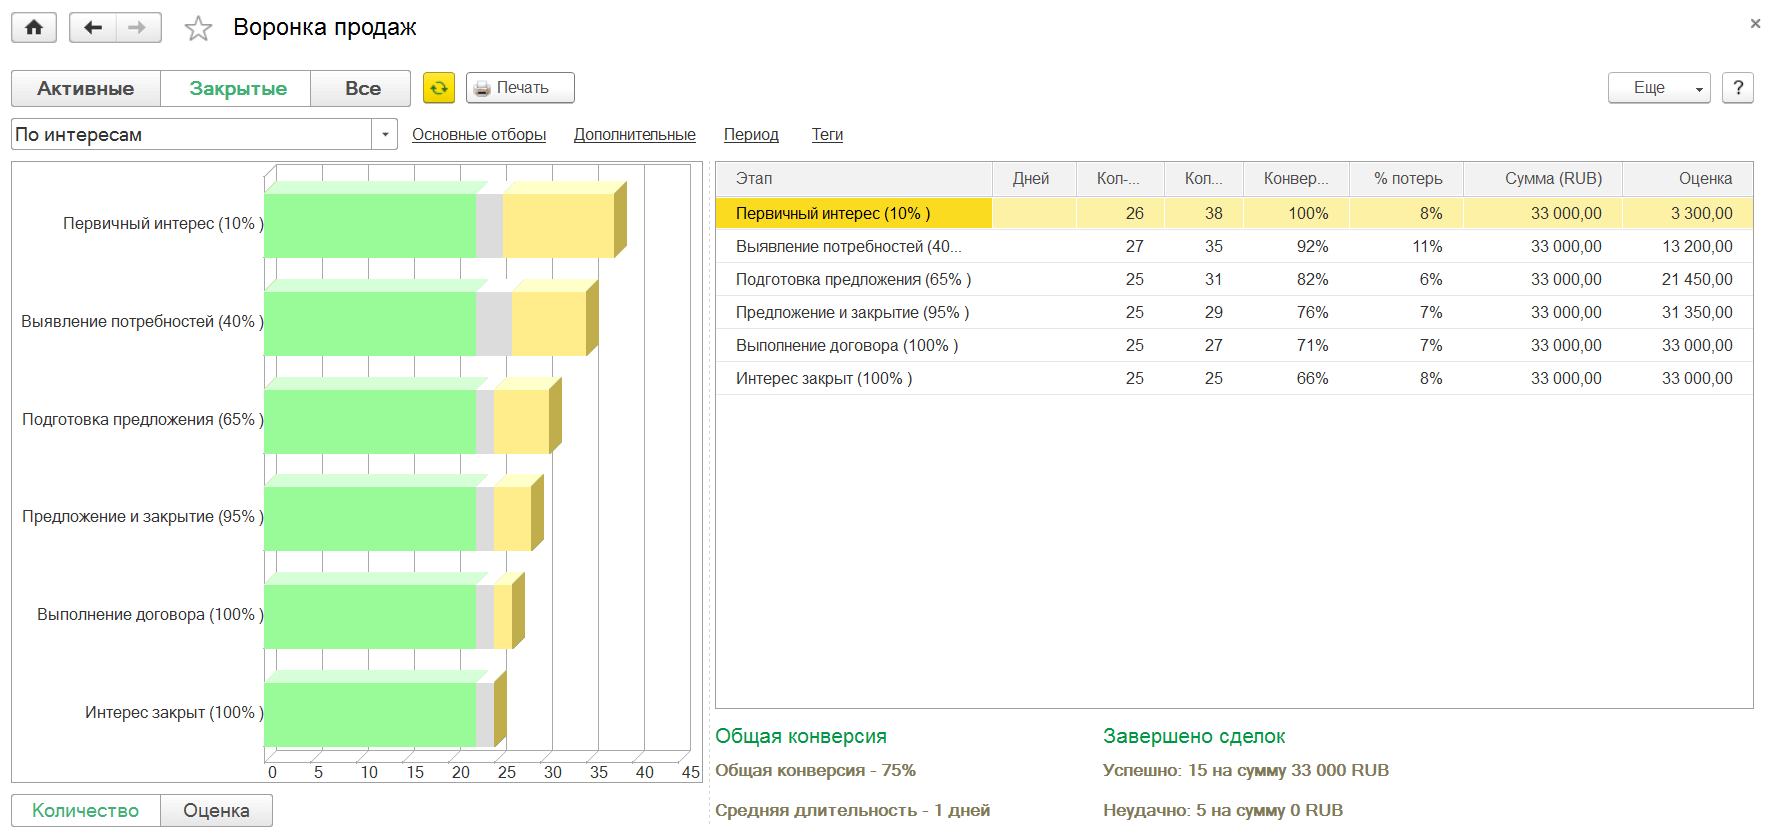 Воронка продаж
Активные Закрытые Все Печать Еще ?
По интересам Основные отборы Дополнительные Период Теги
Первичный интерес (10% )
Выявление потребностей (40% )
Подготовка предложения (65% )
Предложение и закрытие (95% )
Выполнение договора (100% )
Интерес закрыт (100% )
0 5 10 15 20 25 30 35 40 45
Количество Оценка
Этап Дней Кол-... Кол... Конвер... % потерь Сумма (RUB) Оценка
Первичный интерес (10% ) 26 38 100% 8% 33 000,00 3 300,00
Выявление потребностей (40... 27 35 92% 11% 33 000,00 13 200,00
Подготовка предложения (65% ) 25 31 82% 6% 33 000,00 21 450,00
Предложение и закрытие (95% ) 25 29 76% 7% 33 000,00 31 350,00
Выполнение договора (100% ) 25 27 71% 7% 33 000,00 33 000,00
Интерес закрыт (100% ) 25 25 66% 8% 33 000,00 33 000,00
Общая конверсия
Общая конверсия - 75%
Средняя длительность - 1 дней
Завершено сделок
Успешно: 15 на сумму 33 000 RUB
Неудачно: 5 на сумму 0 RUB